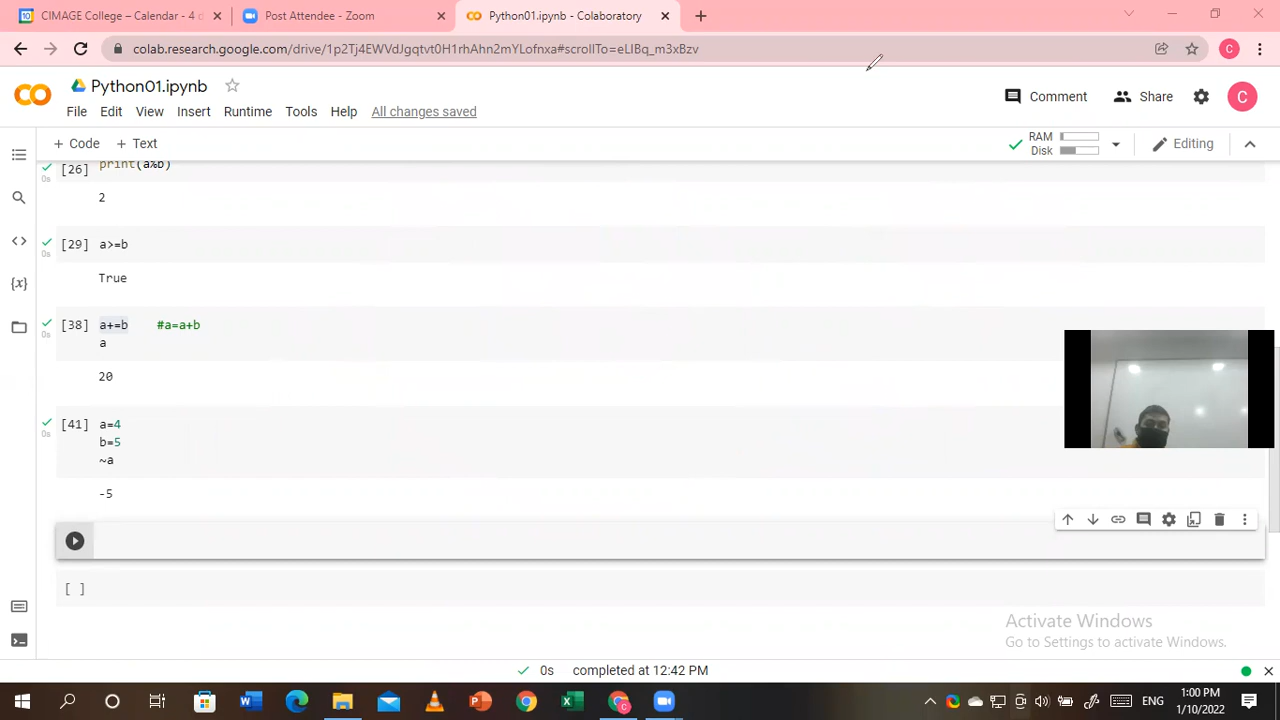 CIMAGE College – Calendar - 4 d
Post Attendee - Zoom
Python01.ipynb - Colaboratory
colab.research.google.com/drive/1p2Tj4EWVdJgqtvt0H1rhAhn2mYLofnxa#scrollTo=eLIBq_m3xBzv
C
Python01.ipynb
Comment
Share
C
File Edit View Insert Runtime Tools Help All changes saved
+ Code + Text
RAM
Disk
Editing
[26] print(a%b)
0s
2
[29] a>=b
0s
True
[38] a+=b #a=a+b
0s
a
20
[41] a=4
0s
b=5
~a
-5
[ ]
Activate Windows
Go to Settings to activate Windows.
0s completed at 12:42 PM
ENG
1:00 PM
1/10/2022